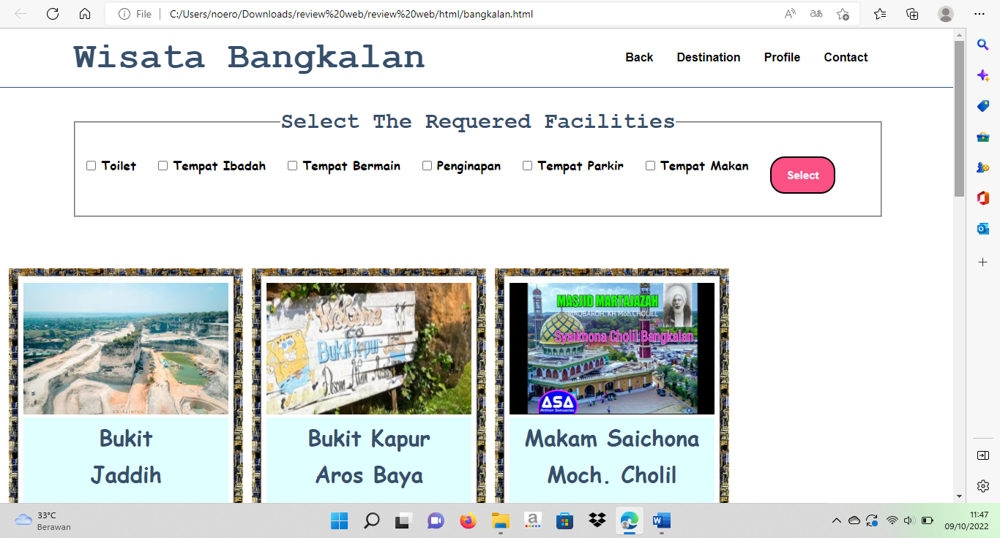 File
C:/Users/noero/Downloads/review%20web/review%20web/html/bangkalan.html
Wisata Bangkalan
Back Destination Profile Contact
Select The Requered Facilities
Toilet Tempat Ibadah Tempat Bermain Penginapan Tempat Parkir Tempat Makan Select
Welcome
to
Bukit kapur
MASJID MARTAJAZAH
MAQBAROH KH Moh.CHOLILL
Syaikhona Cholil Bangkalan
ASA
Anthon Sanuacias
Bukit
Jaddih
Bukit Kapur
Aros Baya
Makam Saichona
Moch. Cholil
33°C
Berawan
11:47
09/10/2022